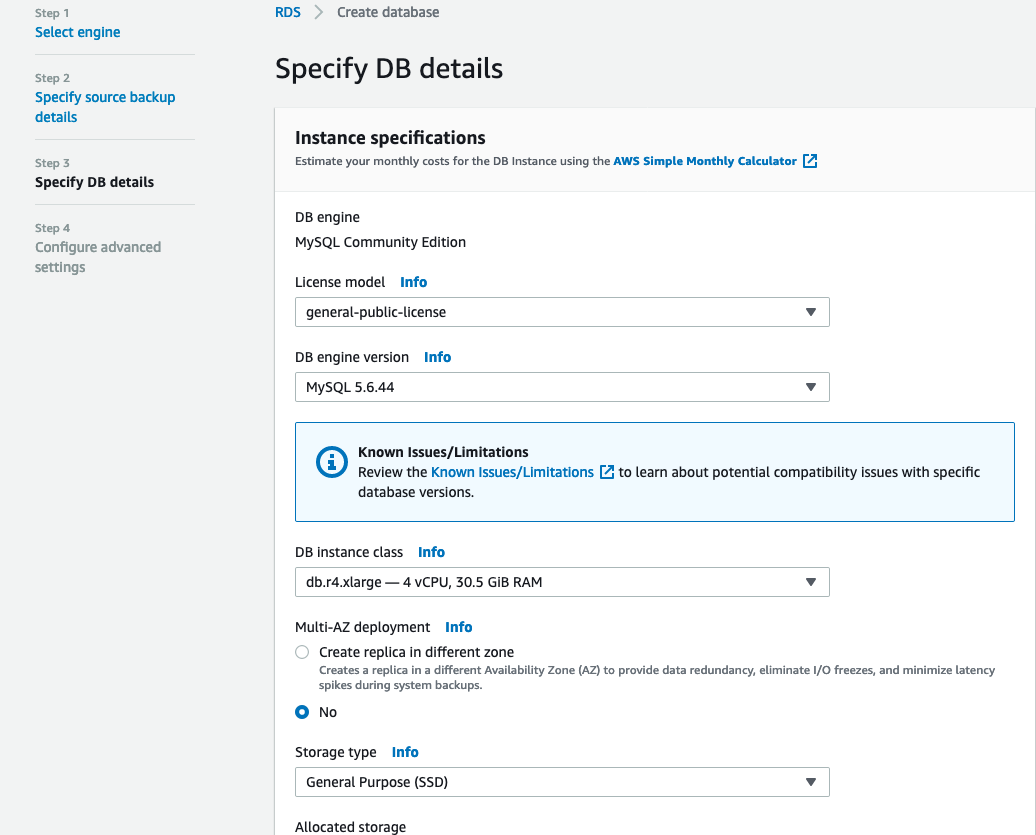 Step 1
Select engine
Step 2
Specify source backup
details
Step 3
Specify DB details
Step 4
Configure advanced
settings
RDS > Create database
Specify DB details
Instance specifications
Estimate your monthly costs for the DB Instance using the AWS Simple Monthly Calculator
DB engine
MySQL Community Edition
License model Info
general-public-license
DB engine version Info
MySQL 5.6.44
Known Issues/Limitations
Review the Known Issues/Limitations to learn about potential compatibility issues with specific
database versions.
DB instance class Info
db.r4.xlarge — 4 vCPU, 30.5 GiB RAM
Multi-AZ deployment Info
Create replica in different zone
Creates a replica in a different Availability Zone (AZ) to provide data redundancy, eliminate I/O freezes, and minimize latency
spikes during system backups.
No
Storage type Info
General Purpose (SSD)
Allocated storage